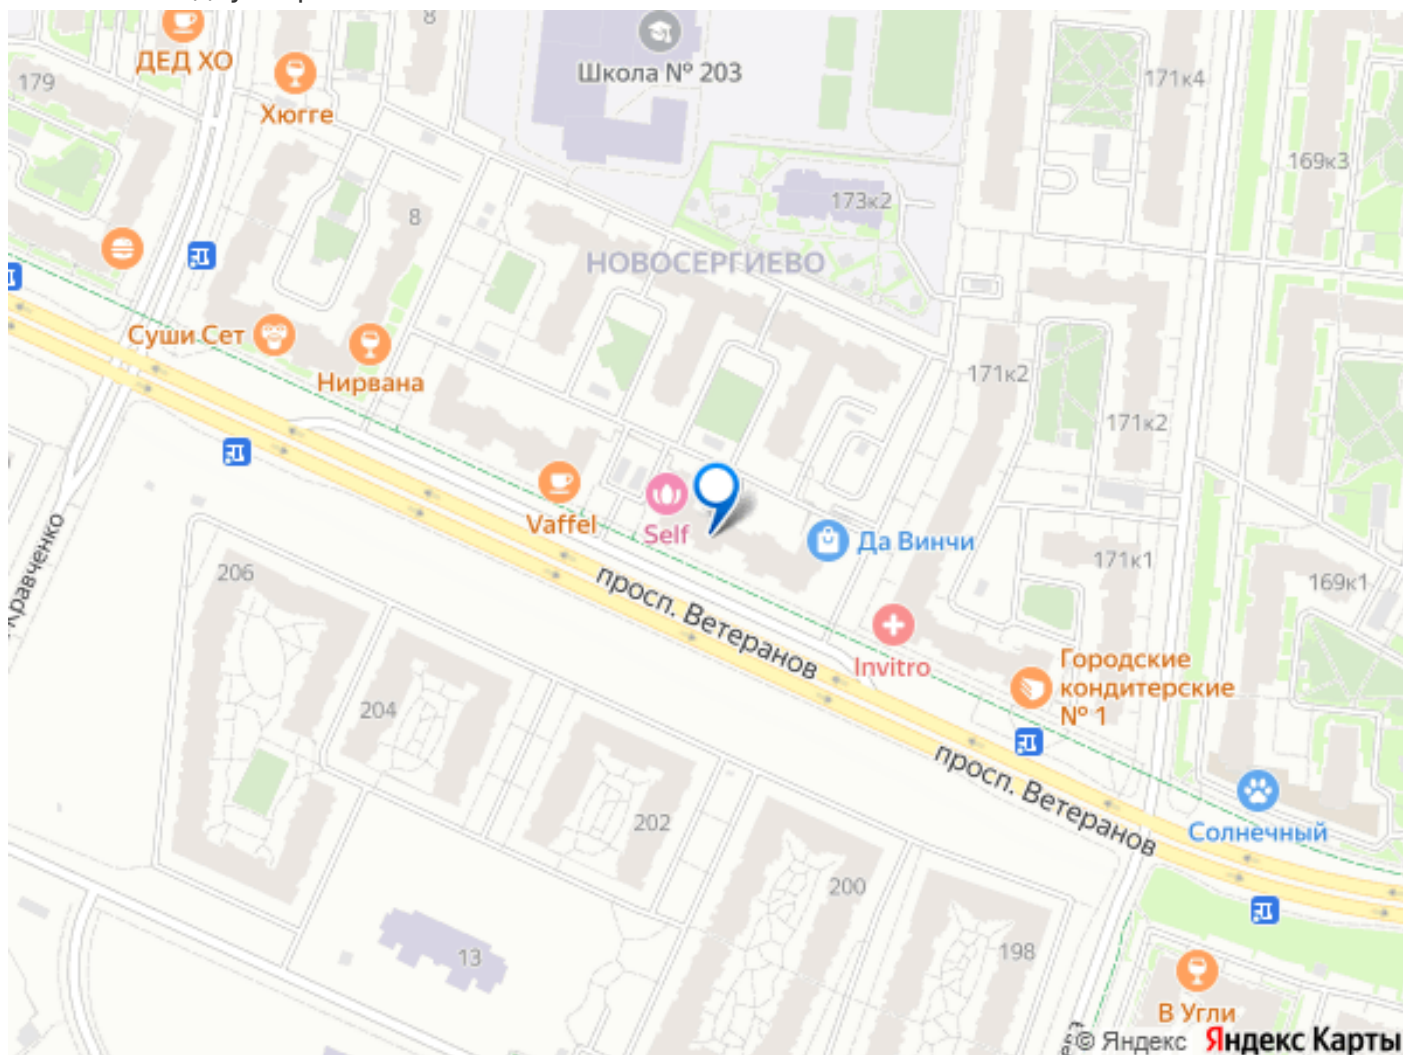 ДЕД ХО
8
179
Хюгге
Школа № 203
171к4
169к3
173к2
8
НОВОСЕРГИЕВО
Суши Сет
Нирвана
171к2
171к2
Vaffel
Self
Да Винчи
171к1
169к1
Кравченко
206
просп. Ветеранов
Invitro
Городские
кондитерские
№ 1
204
просп. Ветеранов
202
Солнечный
200
198
13
В Угли
© Яндекс Яндекс Карты